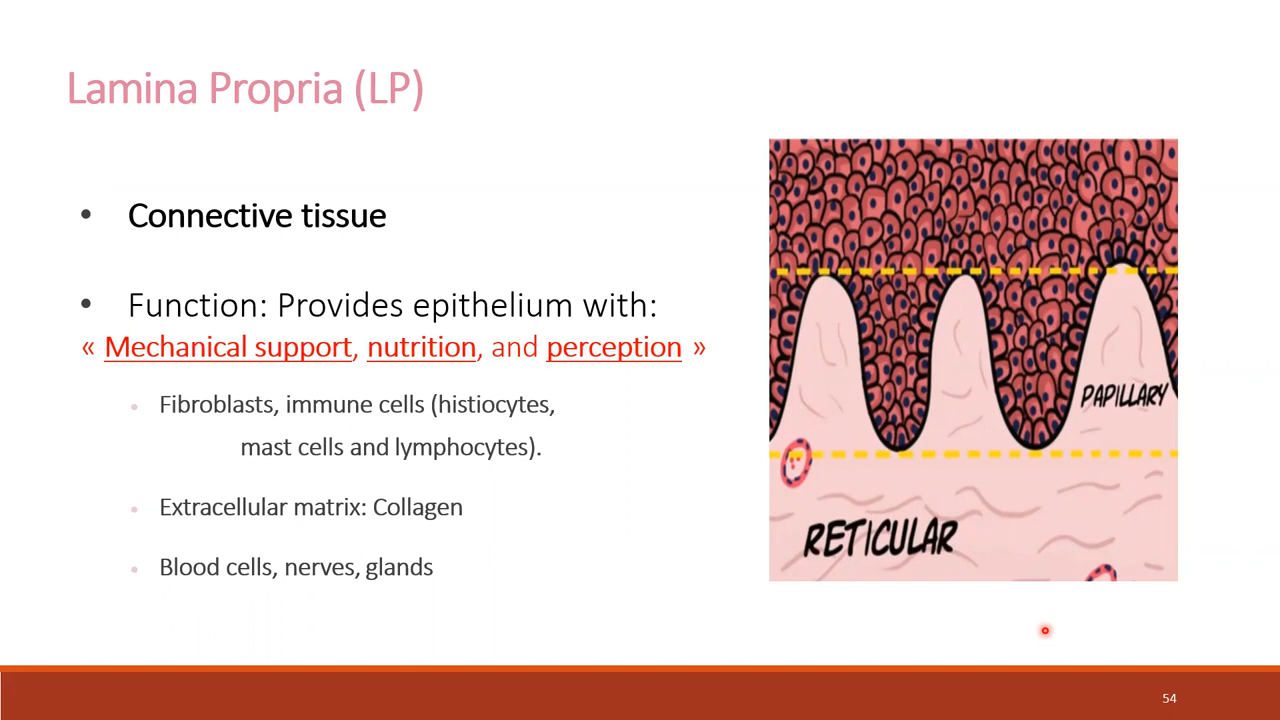 Lamina Propria (LP)
• Connective tissue
• Function: Provides epithelium with:
« Mechanical support, nutrition, and perception »
• Fibroblasts, immune cells (histiocytes,
mast cells and lymphocytes).
• Extracellular matrix: Collagen
• Blood cells, nerves, glands
PAPILLARY
RETICULAR
54